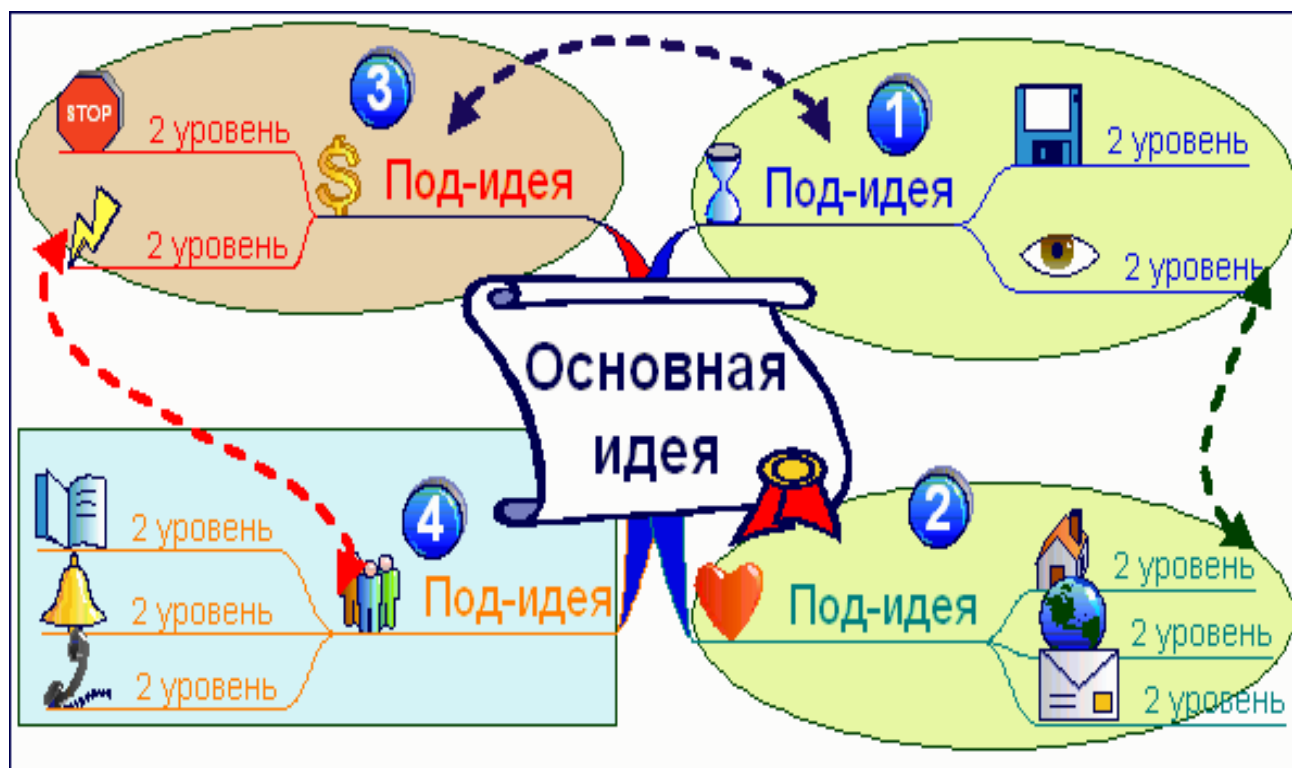 3
STOP
2 уровень
Под-идея
2 уровень
1
2 уровень
Под-идея
2 уровень
Основная
идея
4
2 уровень
Под-идея
2 уровень
2 уровень
2
2 уровень
Под-идея
2 уровень
2 уровень